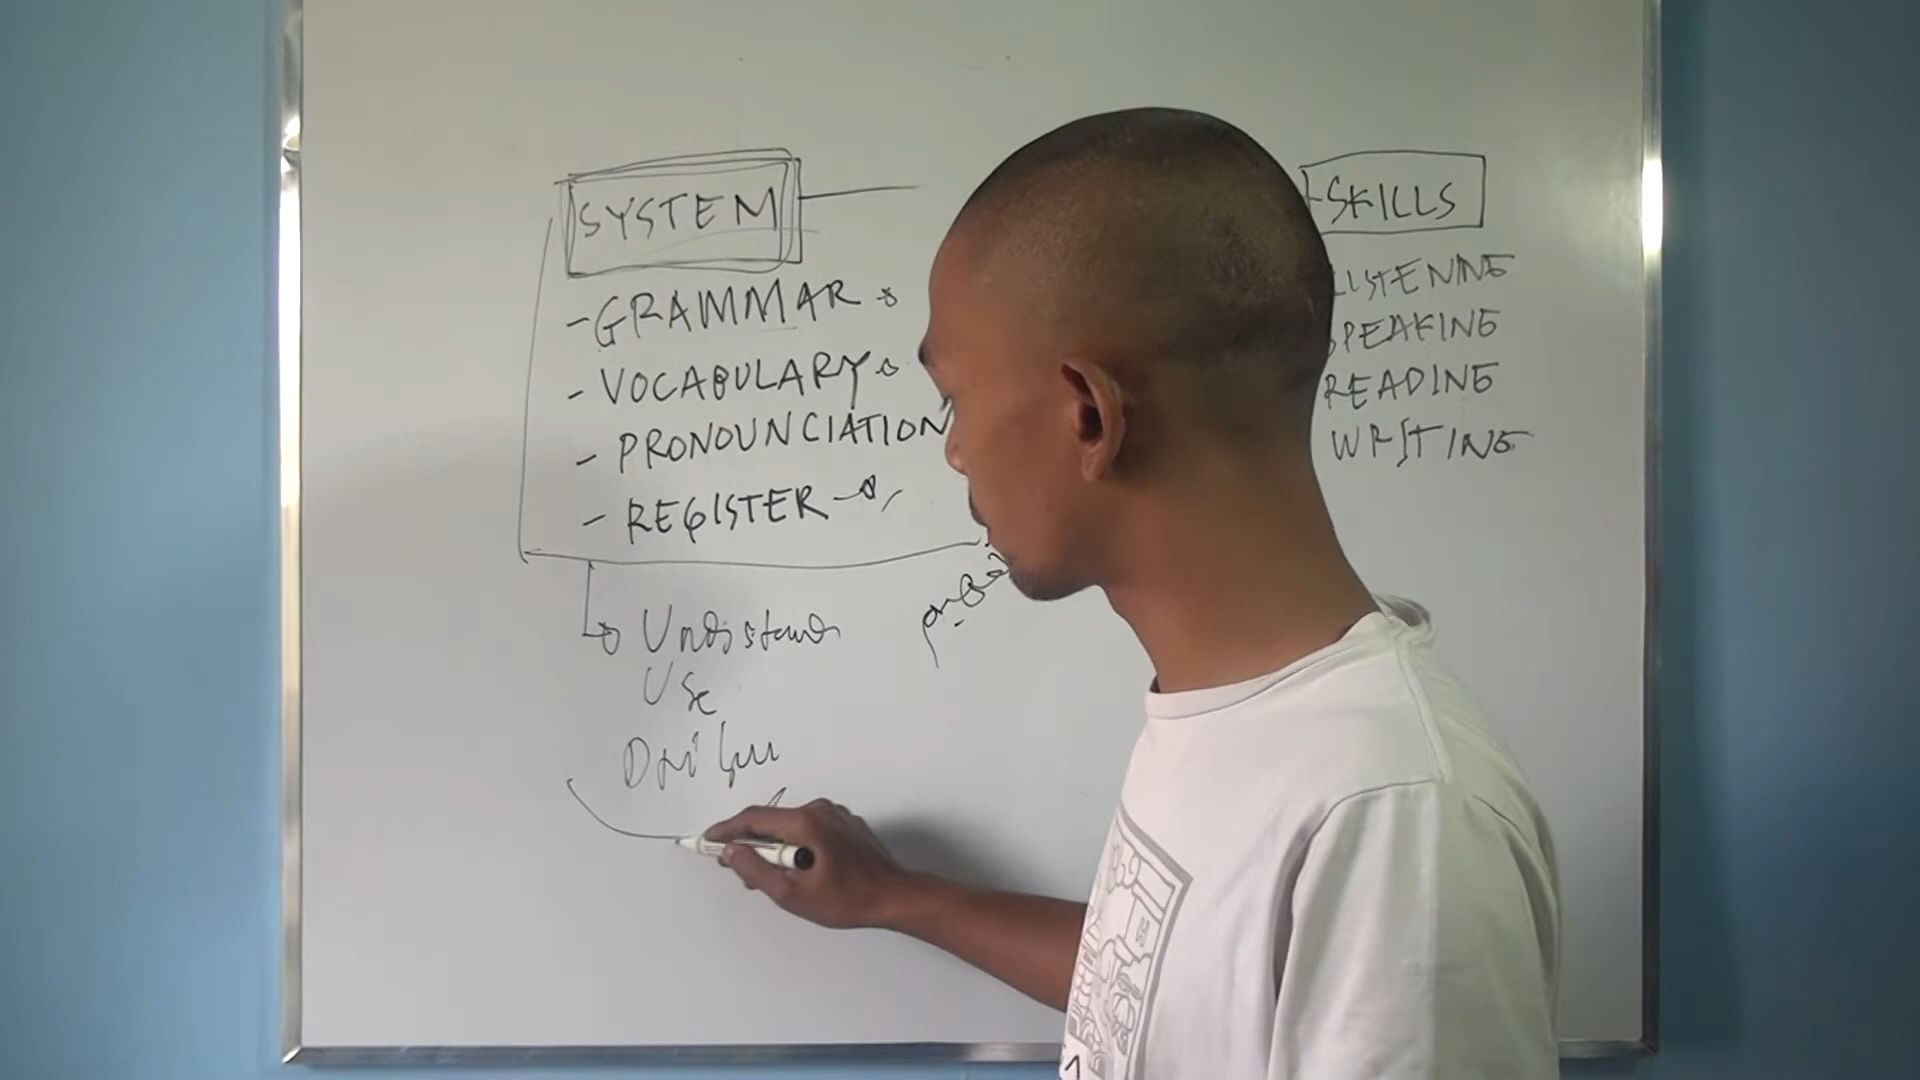 SYSTEM
- GRAMMAR
- VOCABULARY
- PRONOUNCIATION
- REGISTER
Understand
Use
SKILLS
LISTENING
SPEAKING
READING
WRITING